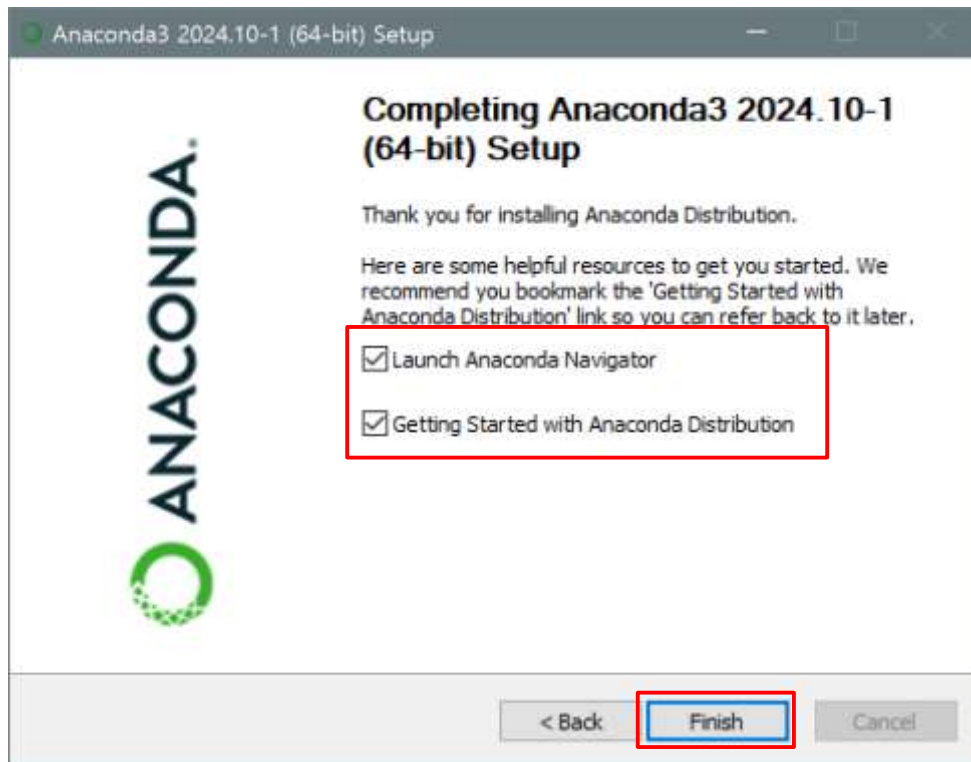 Anaconda3 2024.10-1 (64-bit) Setup
Completing Anaconda3 2024.10-1
(64-bit) Setup
Thank you for installing Anaconda Distribution.
Here are some helpful resources to get you started. We
recommend you bookmark the 'Getting Started with
Anaconda Distribution' link so you can refer back to it later.
Launch Anaconda Navigator
Getting Started with Anaconda Distribution
ANACONDA.
< Back Finish Cancel